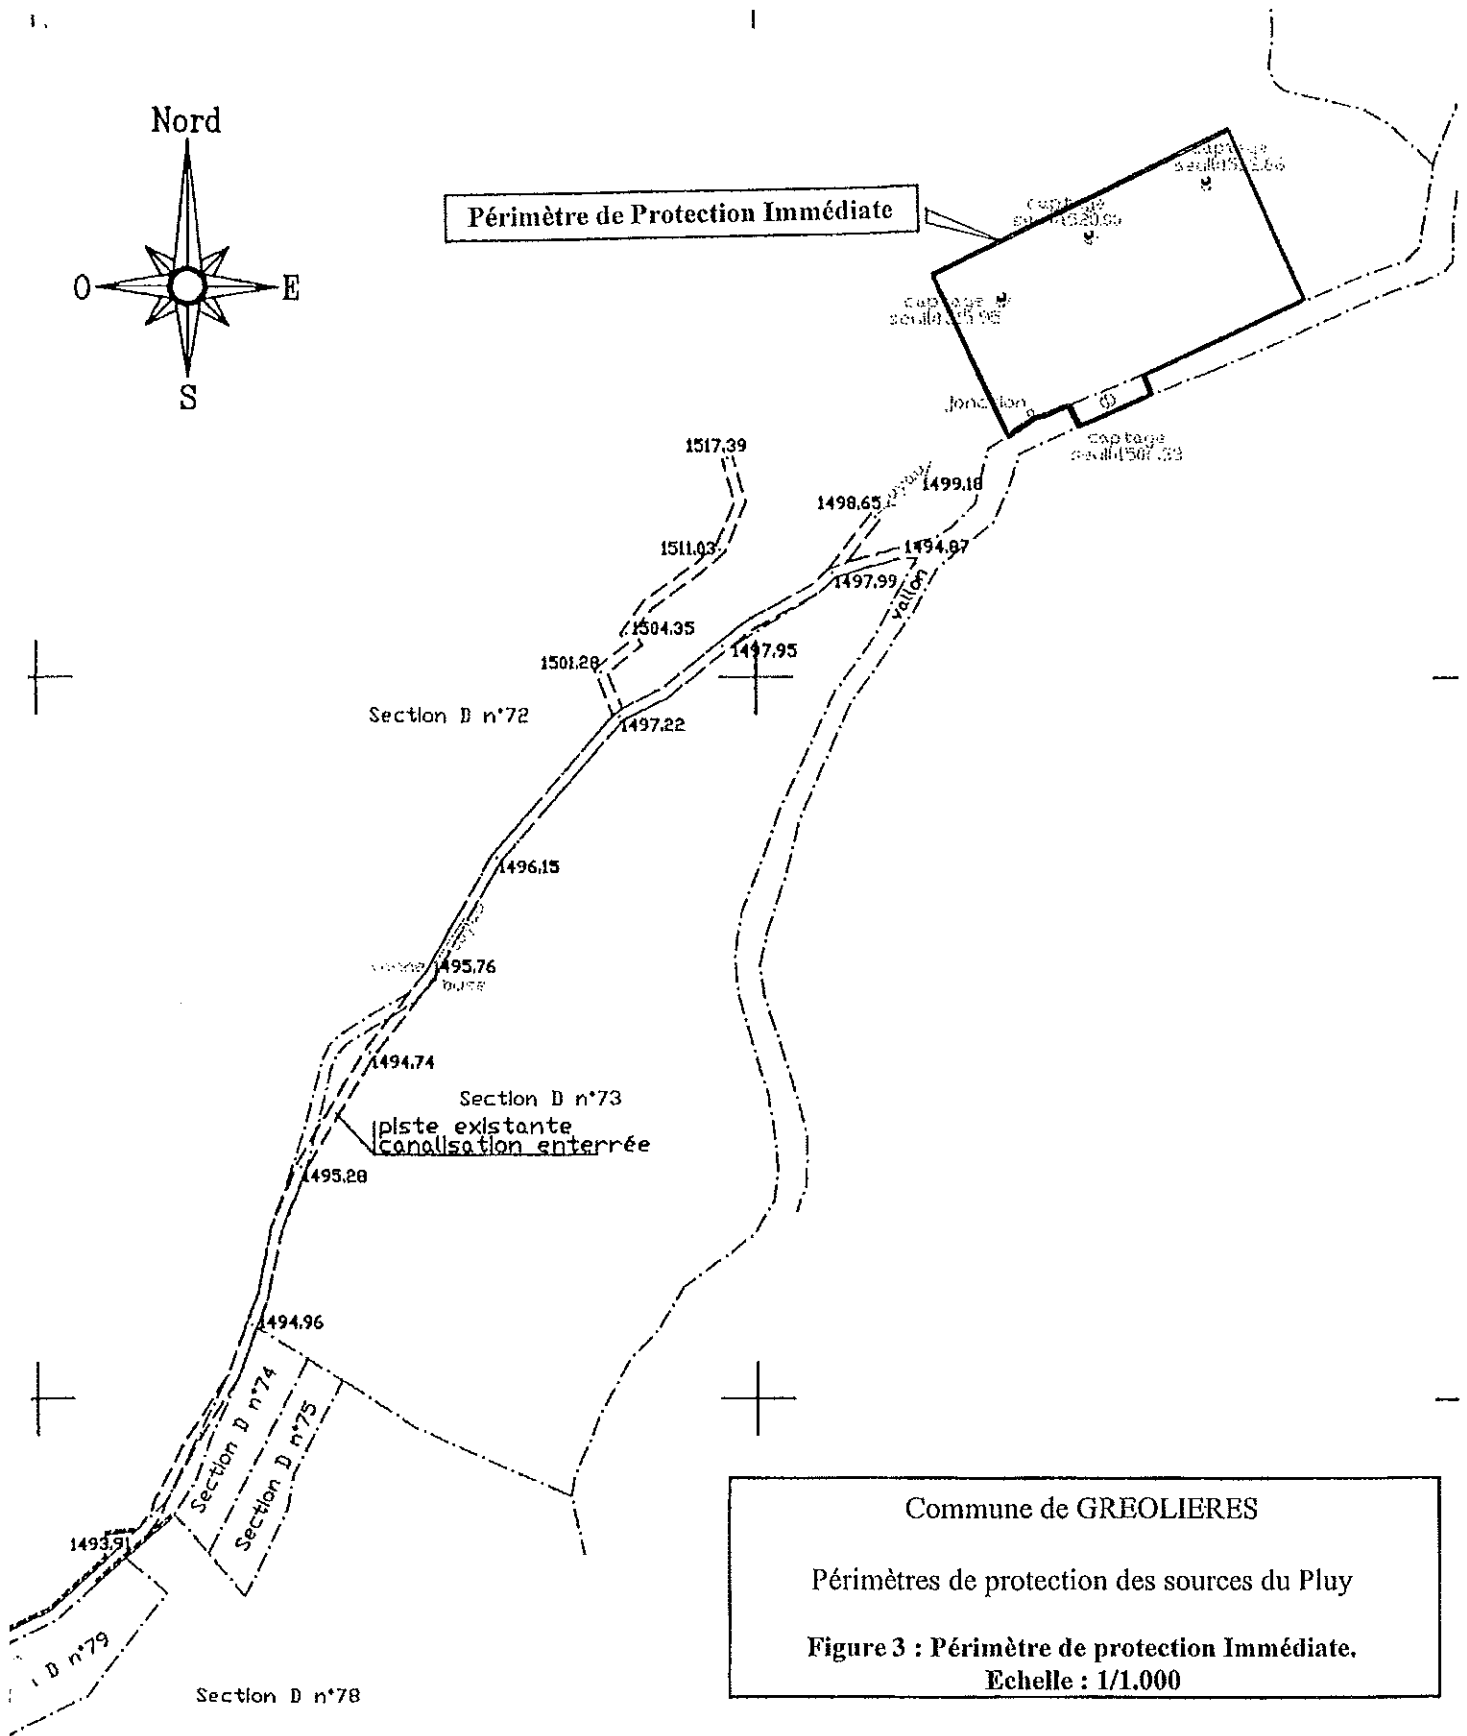 Nord
O
E
S
Périmètre de Protection Immédiate
captage
captage
captage
Jonction
captage
1517.39
1499.18
1498.65
1511.03
1494.87
1497.99
vallon
1504.35
1497.95
1501.28
Section D n°72
1497.22
1496.15
1495.76
buse
1494.74
Section D n°73
piste existante
canalisation enterrée
1495.28
1494.96
Section D n°74
Section D n°75
1493.91
D n°79
Section D n°78
Commune de GREOLIERES
Périmètres de protection des sources du Pluy
Figure 3 : Périmètre de protection Immédiate.
Echelle : 1/1.000